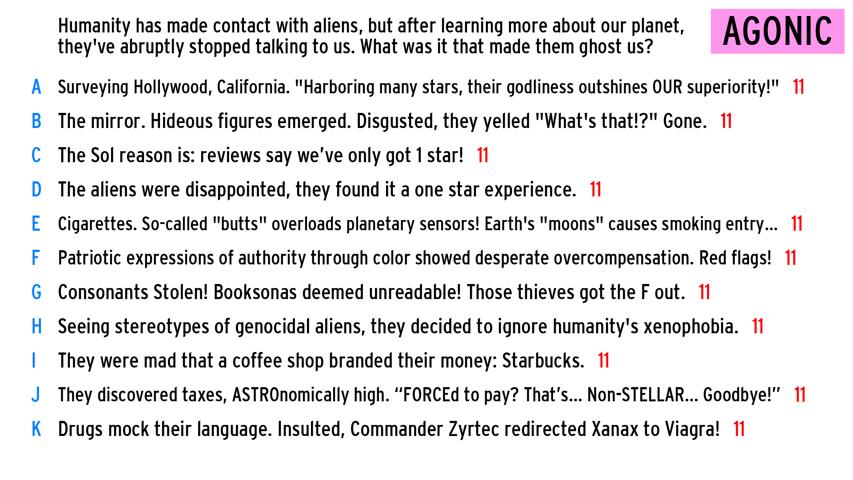 Humanity has made contact with aliens, but after learning more about our planet,
they've abruptly stopped talking to us. What was it that made them ghost us?
AGONIC
A Surveying Hollywood, California. "Harboring many stars, their godliness outshines OUR superiority!" 11
B The mirror. Hideous figures emerged. Disgusted, they yelled "What's that!?" Gone. 11
C The Sol reason is: reviews say we’ve only got 1 star! 11
D The aliens were disappointed, they found it a one star experience. 11
E Cigarettes. So-called "butts" overloads planetary sensors! Earth's "moons" causes smoking entry... 11
F Patriotic expressions of authority through color showed desperate overcompensation. Red flags! 11
G Consonants Stolen! Booksonas deemed unreadable! Those thieves got the F out. 11
H Seeing stereotypes of genocidal aliens, they decided to ignore humanity's xenophobia. 11
I They were mad that a coffee shop branded their money: Starbucks. 11
J They discovered taxes, ASTROnomically high. “FORCEd to pay? That’s... Non-STELLAR... Goodbye!” 11
K Drugs mock their language. Insulted, Commander Zyrtec redirected Xanax to Viagra! 11